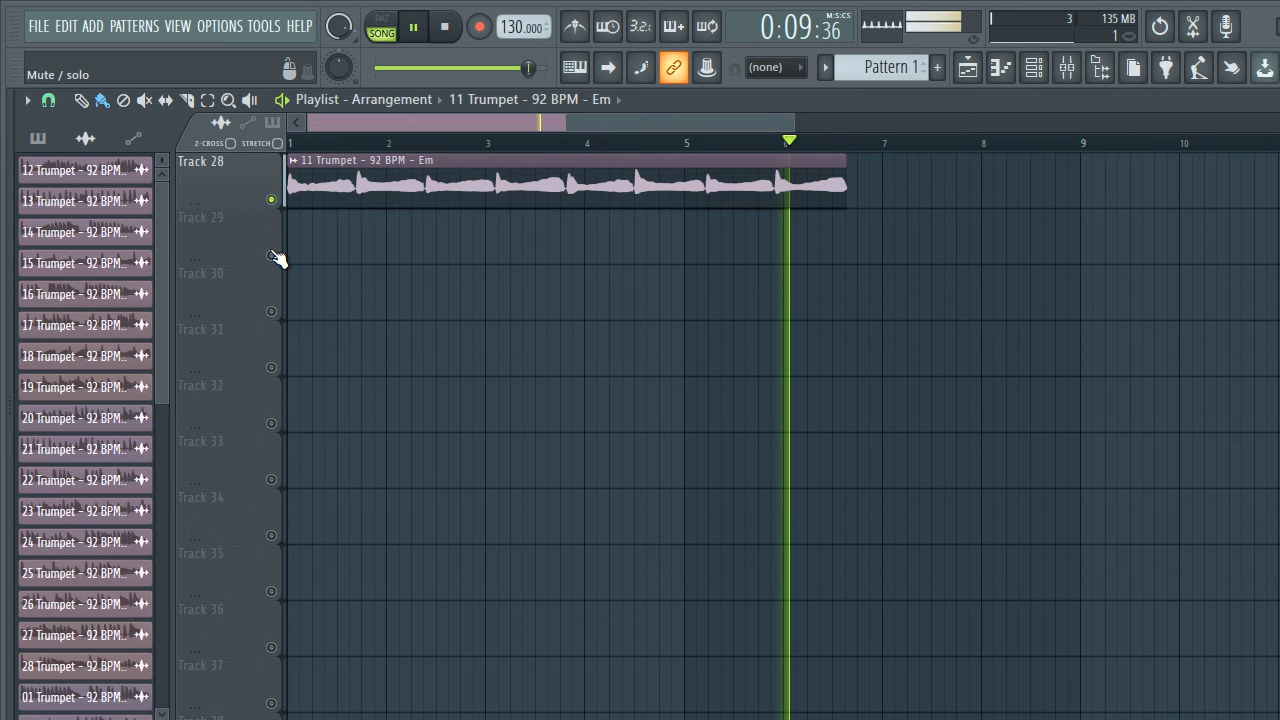 FILE EDIT ADD PATTERNS VIEW OPTIONS TOOLS HELP
PAT
SONG
130.000
3.2.
0:09:36
M:S:CS
3
135 MB
1
Mute / solo
(none)
Pattern 1
+
Playlist - Arrangement › 11 Trumpet - 92 BPM - Em ›
Z-CROSS
STRETCH
1 2 3 4 5 6 7 8 9 10
12 Trumpet - 92 BPM..
13 Trumpet - 92 BPM..
14 Trumpet - 92 BPM..
15 Trumpet - 92 BPM..
16 Trumpet - 92 BPM..
17 Trumpet - 92 BPM..
18 Trumpet - 92 BPM..
19 Trumpet - 92 BPM..
20 Trumpet - 92 BPM..
21 Trumpet - 92 BPM..
22 Trumpet - 92 BPM..
23 Trumpet - 92 BPM..
24 Trumpet - 92 BPM..
25 Trumpet - 92 BPM..
26 Trumpet - 92 BPM..
27 Trumpet - 92 BPM..
28 Trumpet - 92 BPM..
01 Trumpet - 92 BPM..
Track 28
11 Trumpet - 92 BPM - Em
...
Track 29
...
Track 30
...
Track 31
...
Track 32
...
Track 33
...
Track 34
...
Track 35
...
Track 36
...
Track 37
...